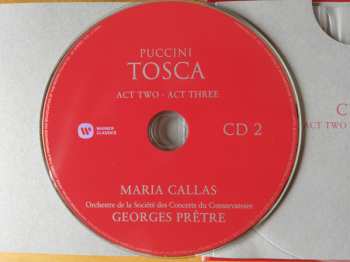 PUCCINI
TOSCA
ACT TWO · ACT THREE
WARNER
CLASSICS
CD 2
MARIA CALLAS
Orchestre de la Société des Concerts du Conservatoire
GEORGES PRÊTRE
C
ACT TWO